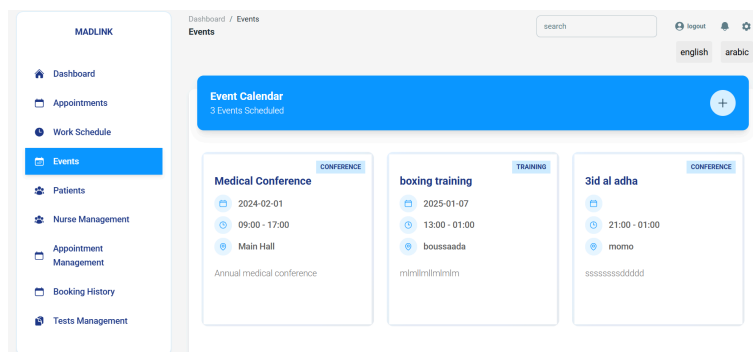 MADLINK
Dashboard
Appointments
Work Schedule
Events
Patients
Nurse Management
Appointment
Management
Booking History
Tests Management
Dashboard / Events
Events
search
logout
english arabic
Event Calendar
3 Events Scheduled
+
CONFERENCE
Medical Conference
2024-02-01
09:00 - 17:00
Main Hall
Annual medical conference
TRAINING
boxing training
2025-01-07
13:00 - 01:00
boussaada
mlmllmllmlmlm
CONFERENCE
3id al adha
21:00 - 01:00
momo
sssssssssddddd